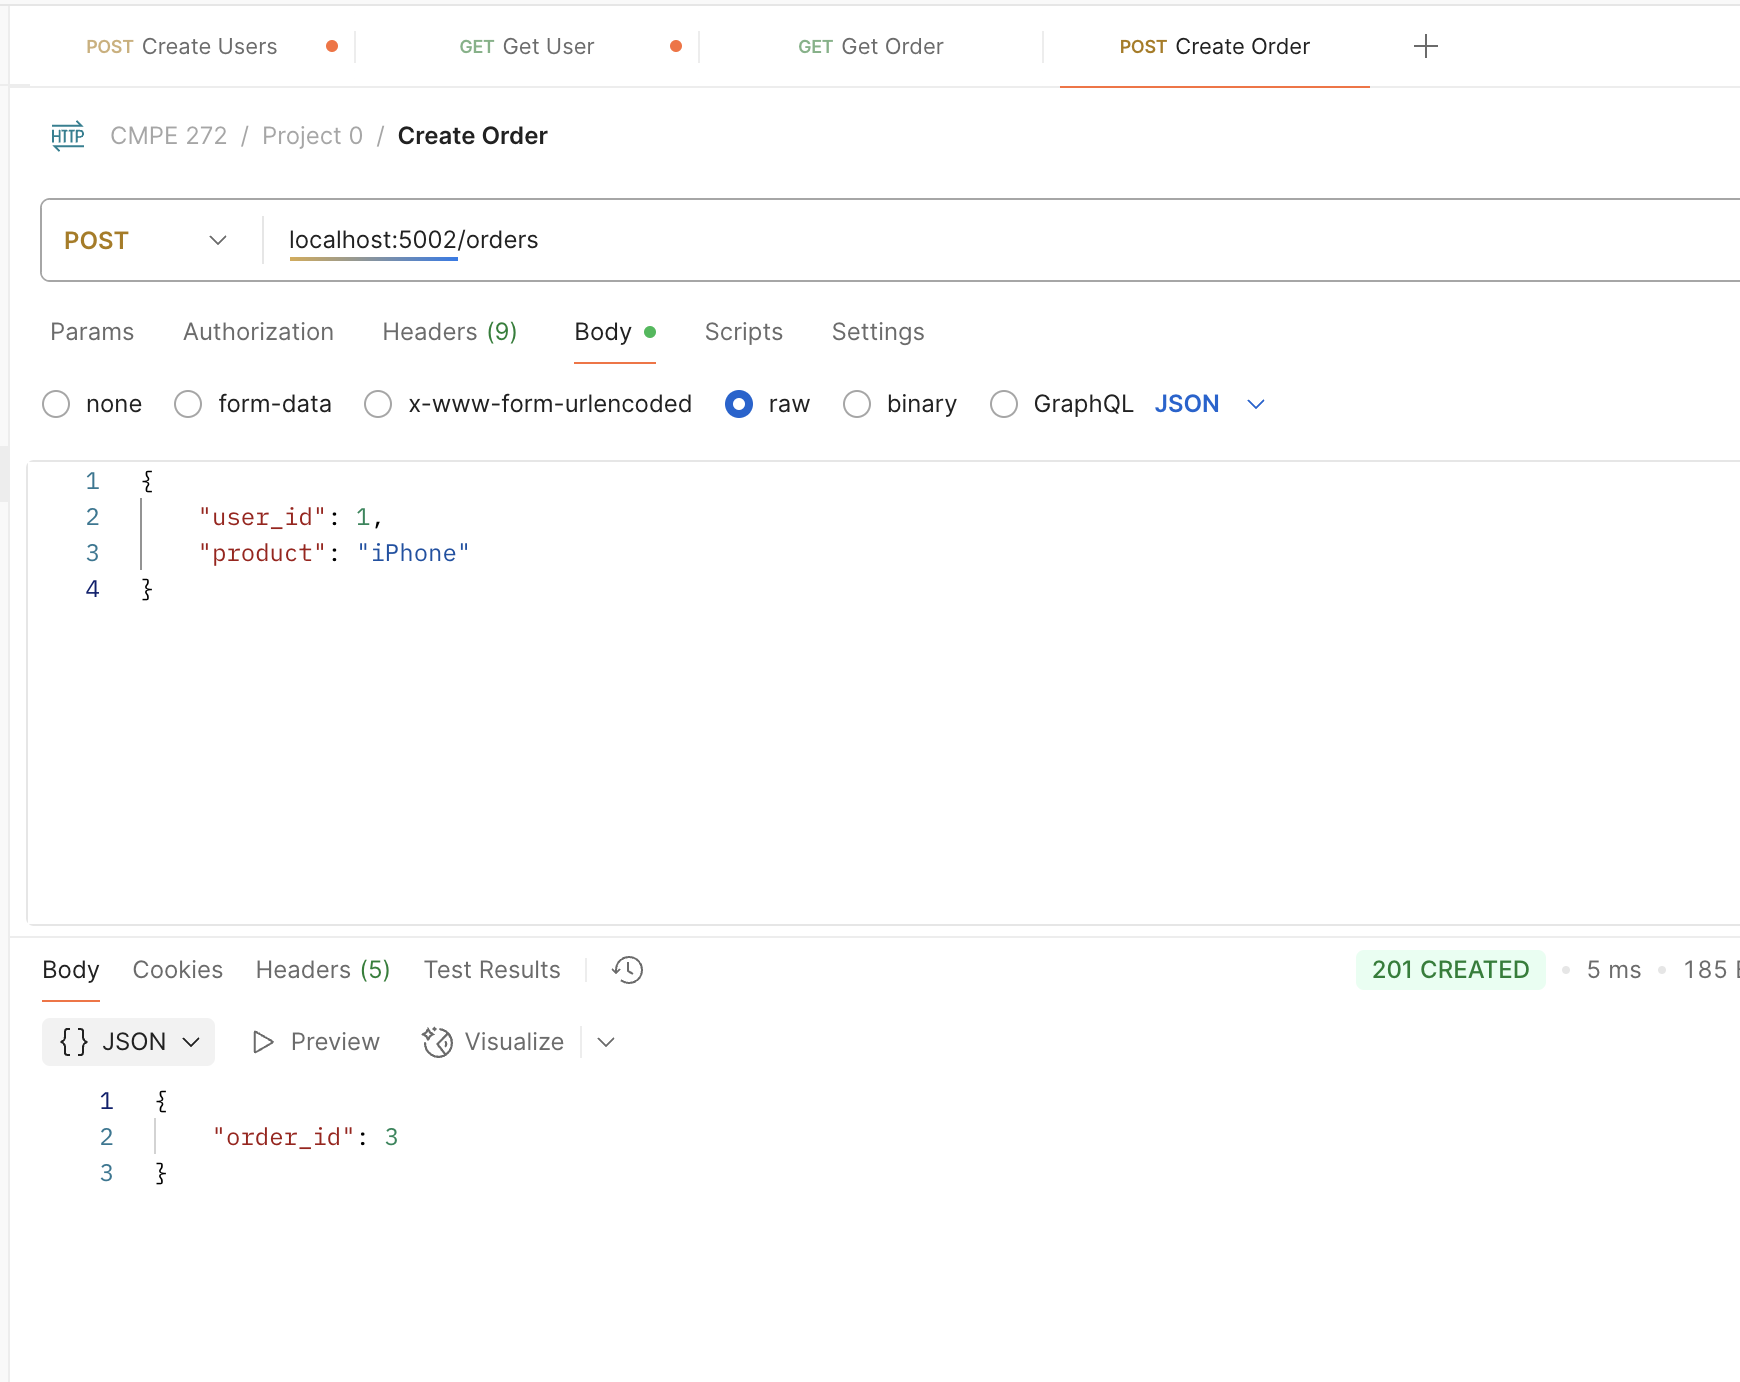 POST Create Users GET Get User GET Get Order POST Create Order
HTTP CMPE 272 / Project 0 / Create Order
POST localhost:5002/orders
Params Authorization Headers (9) Body Scripts Settings
none form-data x-www-form-urlencoded raw binary GraphQL JSON
1 {
2 "user_id": 1,
3 "product": "iPhone"
4 }
Body Cookies Headers (5) Test Results 201 CREATED • 5 ms • 185
{ } JSON Preview Visualize
1 {
2 "order_id": 3
3 }